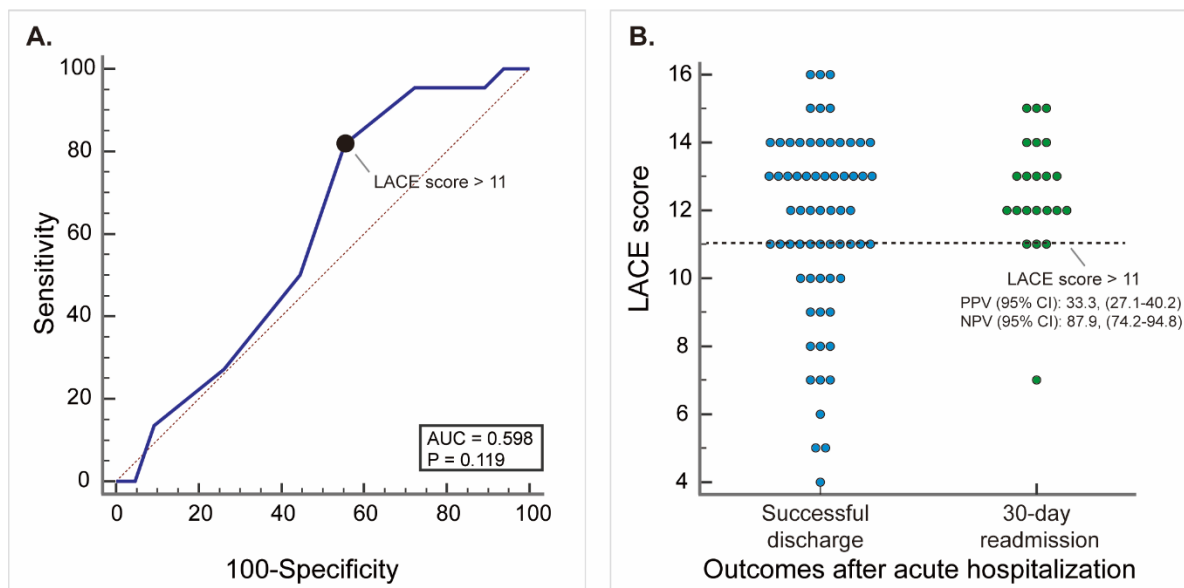 A.
100
80
60
40
20
0
Sensitivity
LACE score > 11
AUC = 0.598
P = 0.119
0 20 40 60 80 100
100-Specificity
B.
16
14
12
10
8
6
4
LACE score
LACE score > 11
PPV (95% CI): 33.3, (27.1-40.2)
NPV (95% CI): 87.9, (74.2-94.8)
Successful
discharge
30-day
readmission
Outcomes after acute hospitalization